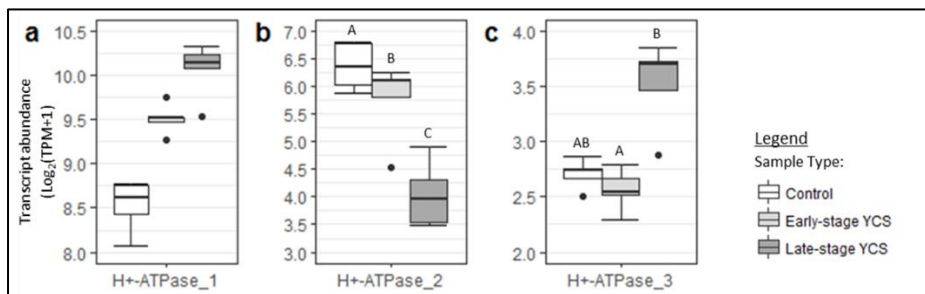 a
b
c
Transcript abundance
(Log2(TPM+1)
10.5
10.0
9.5
9.0
8.5
8.0
H+-ATPase_1
7.0
6.5
6.0
5.5
5.0
4.5
4.0
3.5
3.0
A
B
C
H+-ATPase_2
4.0
3.5
3.0
2.5
2.0
AB
A
B
H+-ATPase_3
Legend
Sample Type:
Control
Early-stage YCS
Late-stage YCS